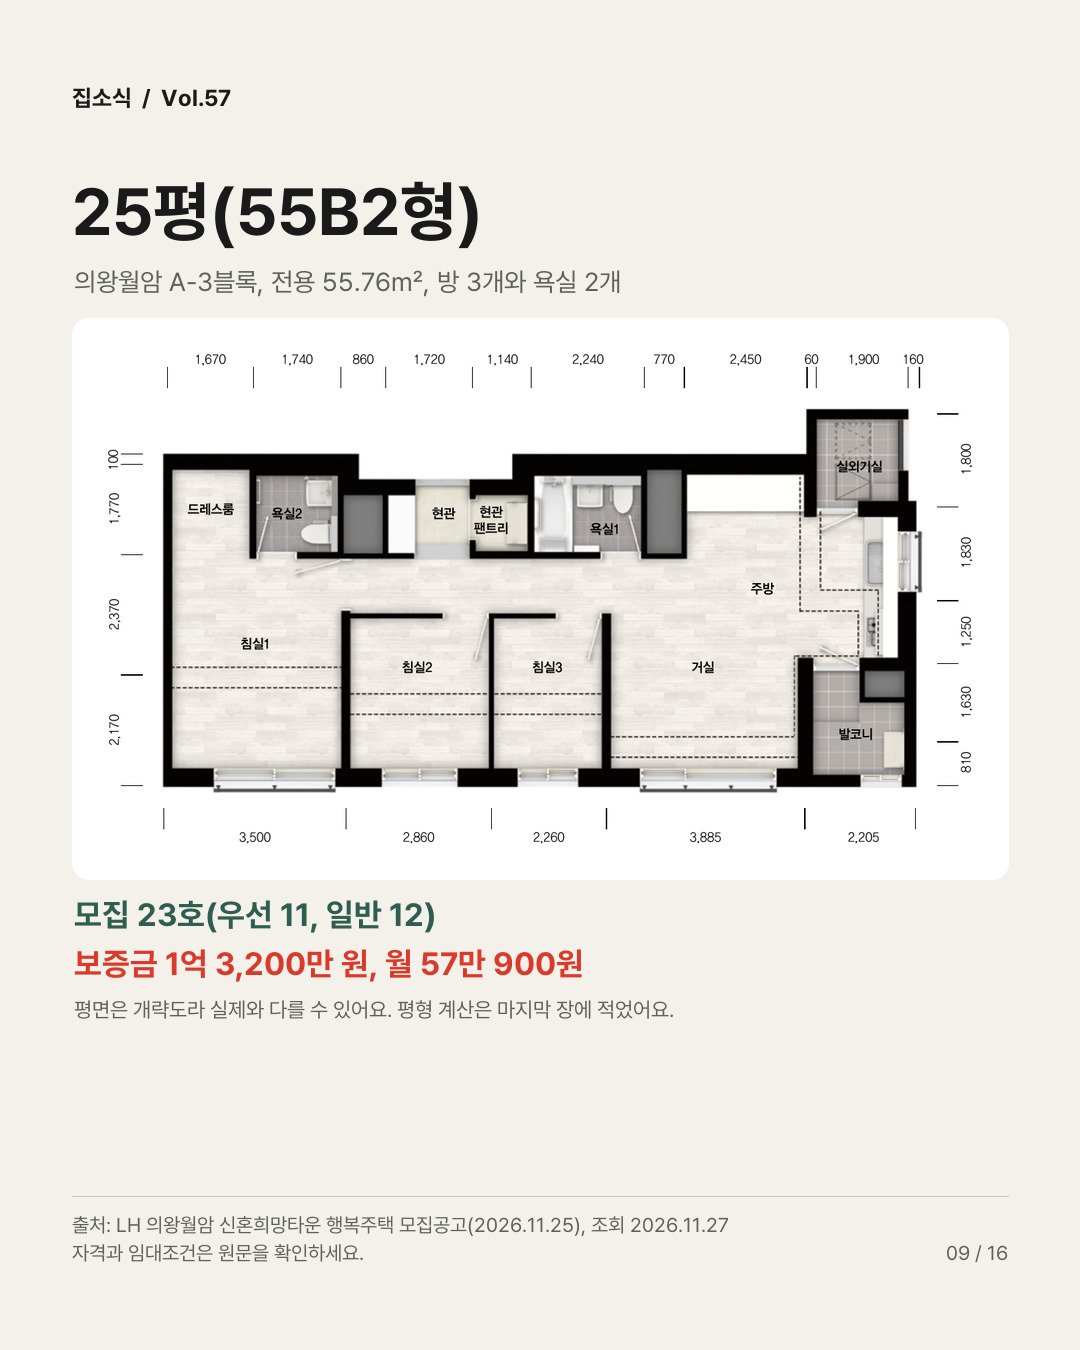 집소식 / Vol.57
25평(55B2형)
의왕월암 A-3블록, 전용 55.76m², 방 3개와 욕실 2개
1,670 1,740 860 1,720 1,140 2,240 770 2,450 60 1,900 160
100
1,770
2,370
2,170
1,800
1,830
1,250
1,630
810
실외기실
드레스룸
욕실2
현관
현관
팬트리
욕실1
주방
침실1
침실2
침실3
거실
발코니
3,500 2,860 2,260 3,885 2,205
모집 23호(우선 11, 일반 12)
보증금 1억 3,200만 원, 월 57만 900원
평면은 개략도라 실제와 다를 수 있어요. 평형 계산은 마지막 장에 적었어요.
출처: LH 의왕월암 신혼희망타운 행복주택 모집공고(2026.11.25), 조회 2026.11.27
자격과 임대조건은 원문을 확인하세요.
09 / 16